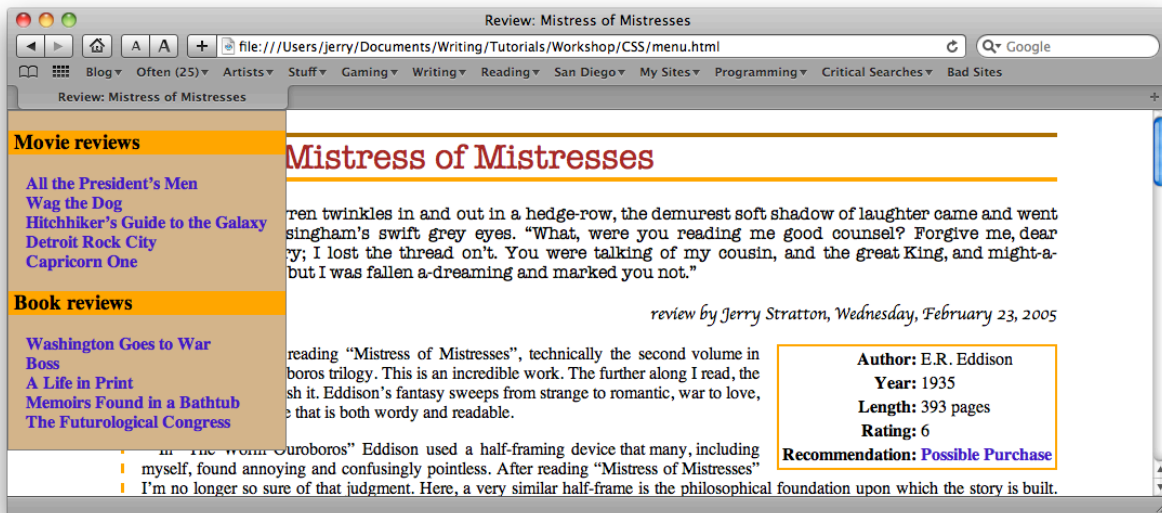 Review: Mistress of Mistresses
A A + file:///Users/jerry/Documents/Writing/Tutorials/Workshop/CSS/menu.html Google
Blog Often (25) Artists Stuff Gaming Writing Reading San Diego My Sites Programming Critical Searches Bad Sites
Review: Mistress of Mistresses
Movie reviews
All the President's Men
Wag the Dog
Hitchhiker's Guide to the Galaxy
Detroit Rock City
Capricorn One
Book reviews
Washington Goes to War
Boss
A Life in Print
Memoirs Found in a Bathtub
The Futurological Congress
Mistress of Mistresses
twinkles in and out in a hedge-row, the demurest soft shadow of laughter came and went
swift grey eyes. “What, were you reading me good counsel? Forgive me, dear
I lost the thread on't. You were talking of my cousin, and the great King, and might-a-
but I was fallen a-dreaming and marked you not.”
review by Jerry Stratton, Wednesday, February 23, 2005
reading “Mistress of Mistresses”, technically the second volume in
trilogy. This is an incredible work. The further along I read, the
it. Eddison's fantasy sweeps from strange to romantic, war to love,
that is both wordy and readable.
In “The Worm Ouroboros” Eddison used a half-framing device that many, including
myself, found annoying and confusingly pointless. After reading “Mistress of Mistresses”
I'm no longer so sure of that judgment. Here, a very similar half-frame is the philosophical foundation upon which the story is built.
Author: E.R. Eddison
Year: 1935
Length: 393 pages
Rating: 6
Recommendation: Possible Purchase